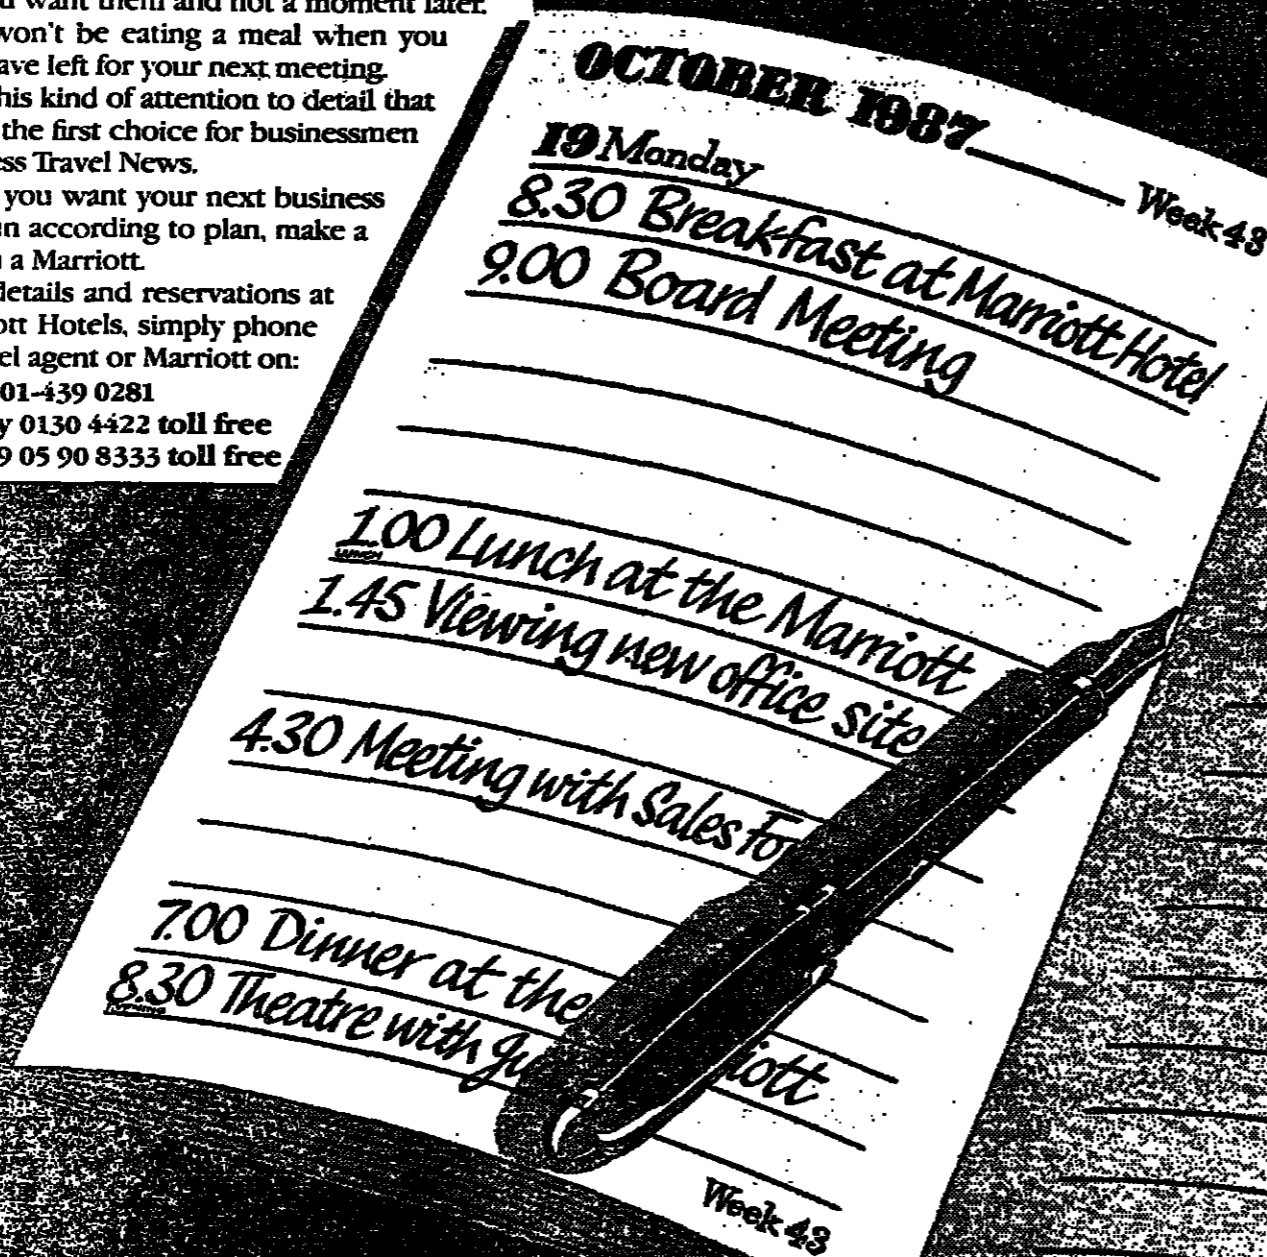 want them and not a moment later.
won't be eating a meal when you
left for your next meeting.
his kind of attention to detail that
the first choice for businessmen
Travel News.
you want your next business
according to plan, make a
a Marriott.
details and reservations at
Hotels, simply phone
agent or Marriott on:
01-439 0281
0130 4422 toll free
05 90 8333 toll free
OCTOBER 1987
Week 43
19 Monday
8.30 Breakfast at Marriott Hotel
9.00 Board Meeting
1.00 Lunch at the Marriott
LUNCH
1.45 Viewing new office site
4.30 Meeting with Sales Fo
7.00 Dinner at the iott
8.30 Theatre with Ju
Week 43